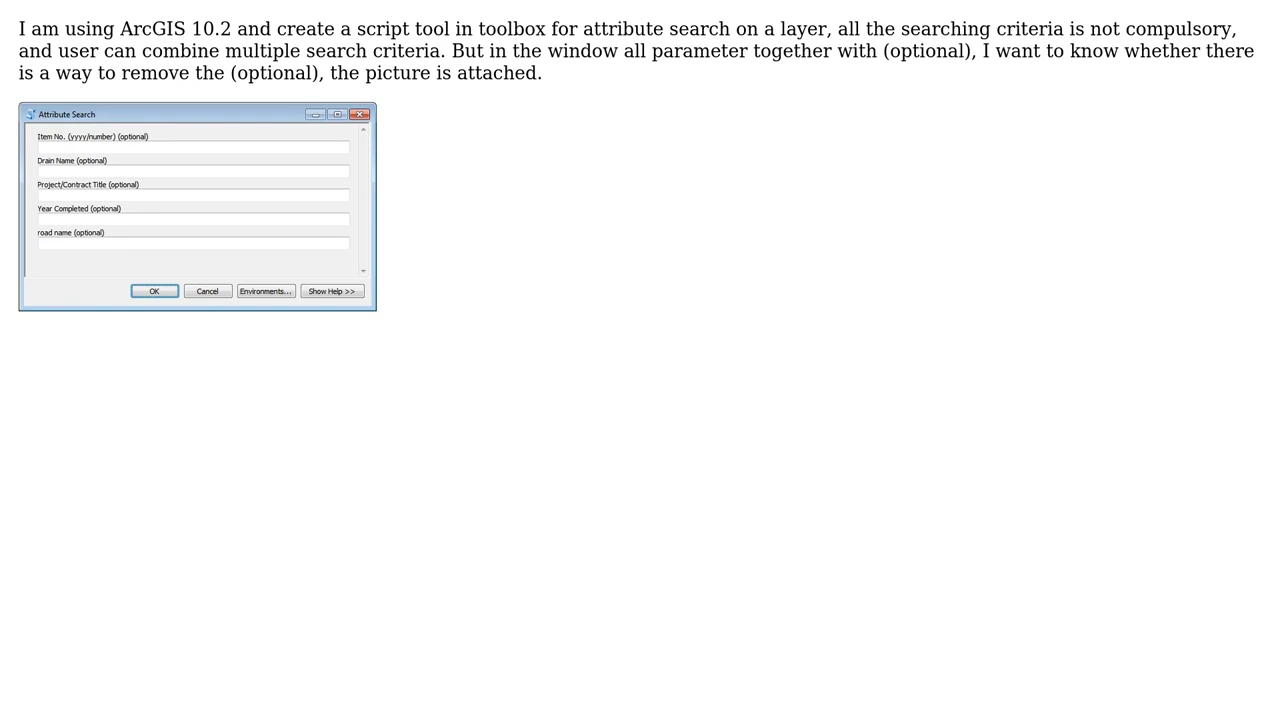 I am using ArcGIS 10.2 and create a script tool in toolbox for attribute search on a layer, all the searching criteria is not compulsory,
and user can combine multiple search criteria. But in the window all parameter together with (optional), I want to know whether there
is a way to remove the (optional), the picture is attached.
Attribute Search
Item No. (yyyy/number) (optional)
Drain Name (optional)
Project/Contract Title (optional)
Year Completed (optional)
road name (optional)
OK Cancel Environments... Show Help >>